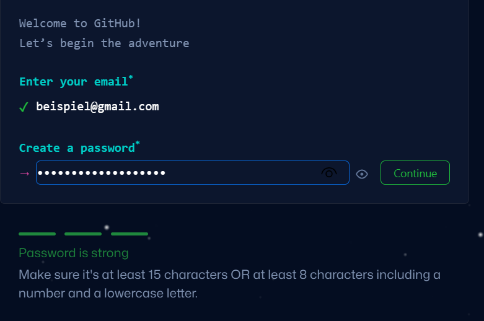 Welcome to GitHub!
Let’s begin the adventure
Enter your email*
✓ beispiel@gmail.com
Create a password*
→ ••••••••••••••••••• Continue
Password is strong
Make sure it's at least 15 characters OR at least 8 characters including a
number and a lowercase letter.